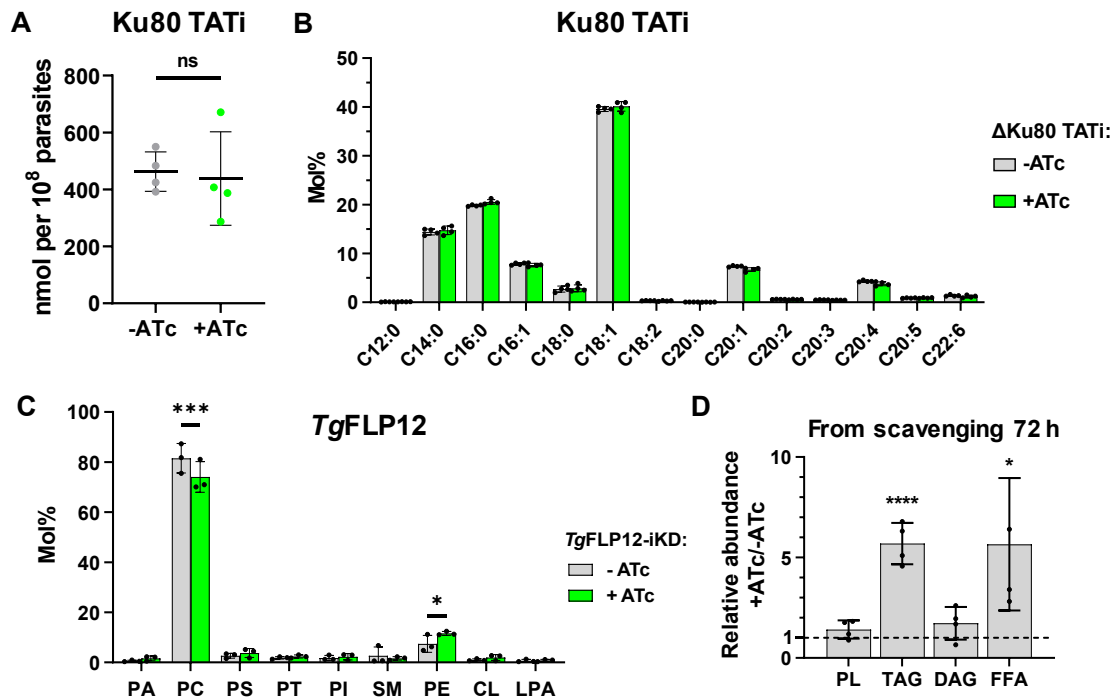 A
Ku80 TATi
ns
800
600
400
200
0
nmol per 10⁸ parasites
-ATc
+ATc
B
Ku80 TATi
50
40
30
20
10
0
Mol%
C12:0
C14:0
C16:0
C16:1
C18:0
C18:1
C18:2
C20:0
C20:1
C20:2
C20:3
C20:4
C20:5
C22:6
ΔKu80 TATi:
-ATc
+ATc
C
TgFLP12
***
*
100
80
60
40
20
0
Mol%
PA
PC
PS
PT
PI
SM
PE
CL
LPA
TgFLP12-iKD:
- ATc
+ ATc
D
From scavenging 72 h
****
*
10
5
1
0
Relative abundance
+ATc/-ATc
PL
TAG
DAG
FFA